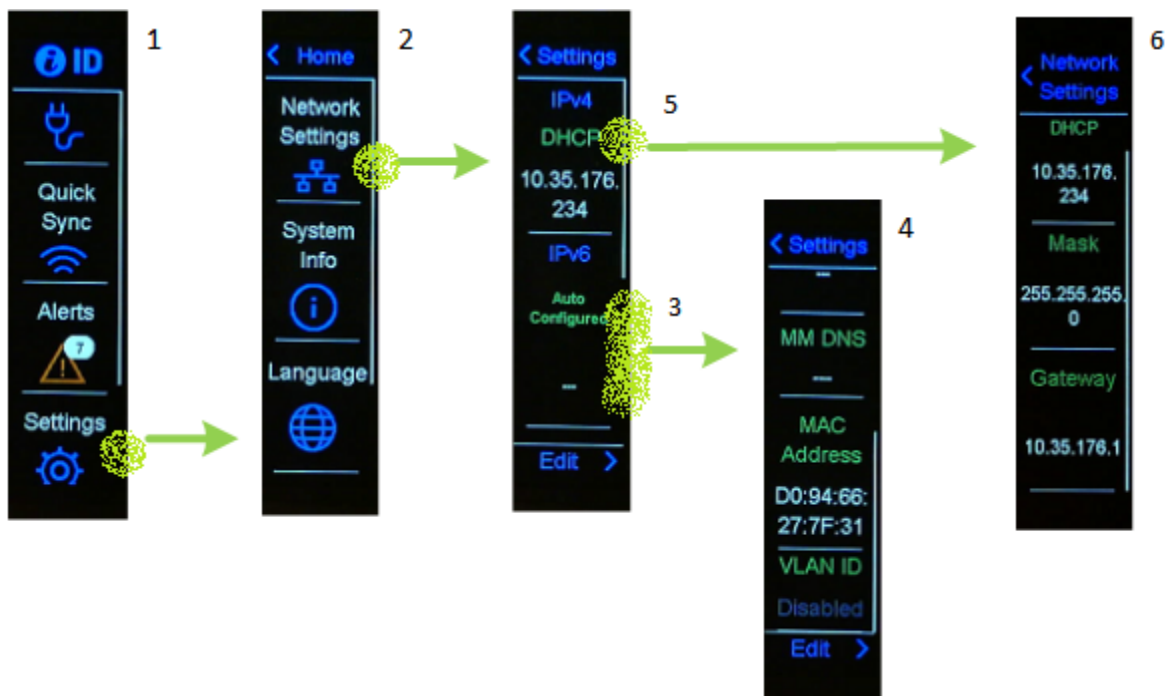 1
ID
Quick
Sync
Alerts
7
Settings
2
< Home
Network
Settings
System
Info
Language
< Settings
IPv4
DHCP
10.35.176.
234
IPv6
Auto
Configured
---
Edit >
5
3
4
< Settings
---
MM DNS
---
MAC
Address
D0:94:66:
27:7F:31
VLAN ID
Disabled
Edit >
6
< Network
Settings
DHCP
10.35.176.
234
Mask
255.255.255.
0
Gateway
10.35.176.1